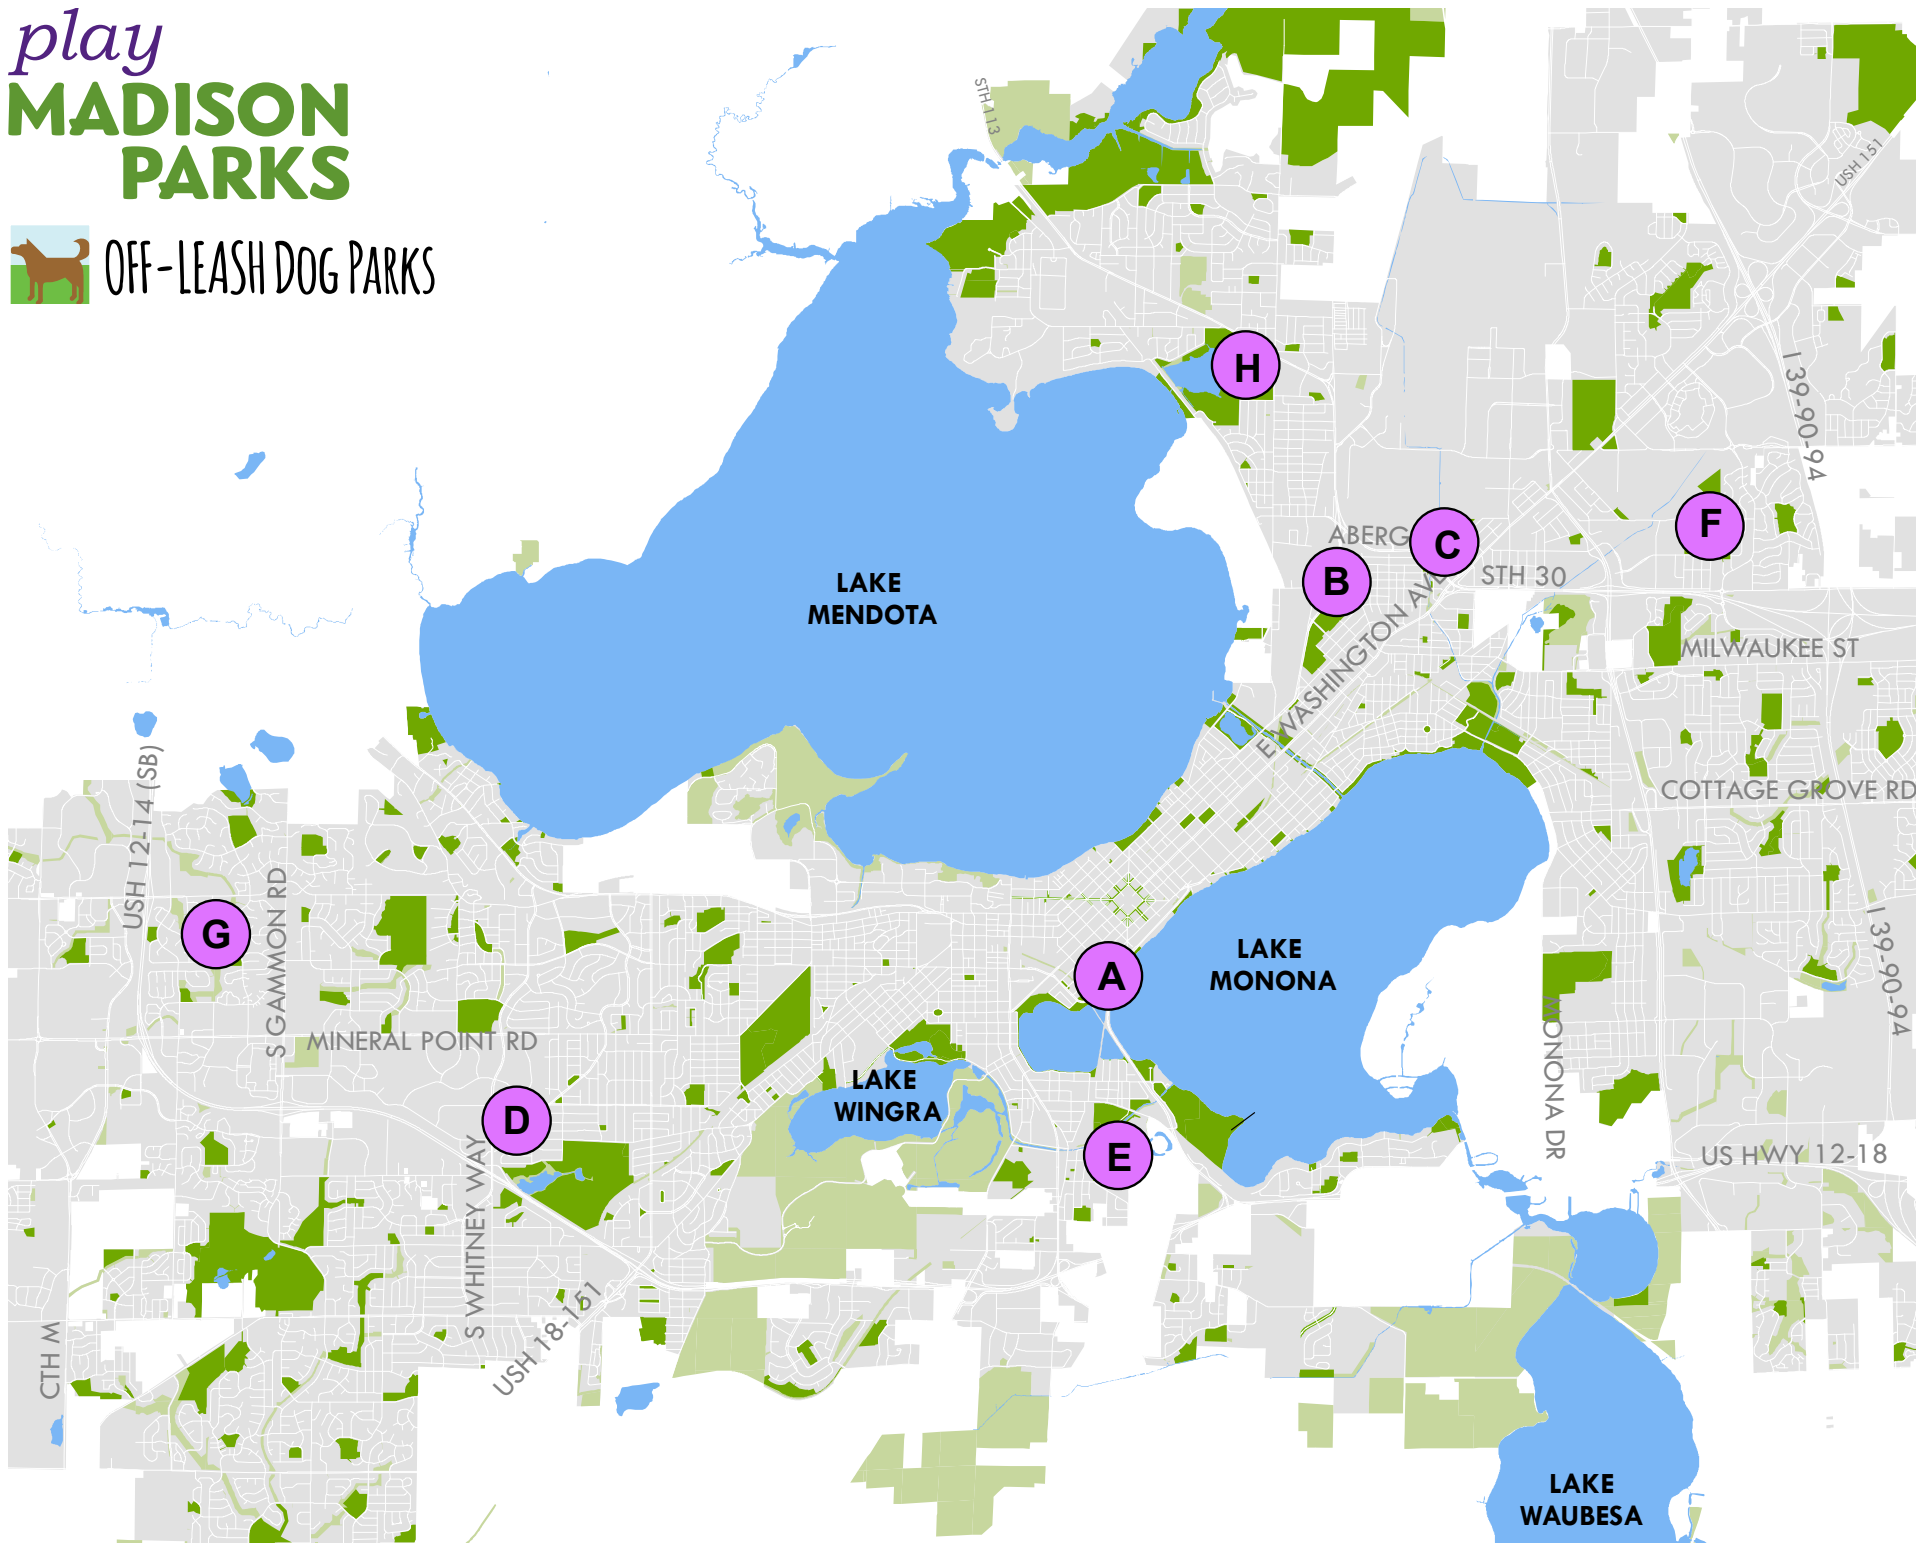 play
MADISON
PARKS
OFF-LEASH DOG PARKS
STH 113
USH 151
H
I 39-90-94
ABERG
C
F
B
STH 30
LAKE
MENDOTA
E WASHINGTON AVE
MILWAUKEE ST
USH 12-14 (SB)
COTTAGE GROVE RD
G
S GAMMON RD
A
LAKE
MONONA
I 39-90-94
MINERAL POINT RD
MONONA DR
LAKE
WINGRA
D
E
US HWY 12-18
S WHITNEY WAY
USH 18-151
CTH M
LAKE
WAUBESA